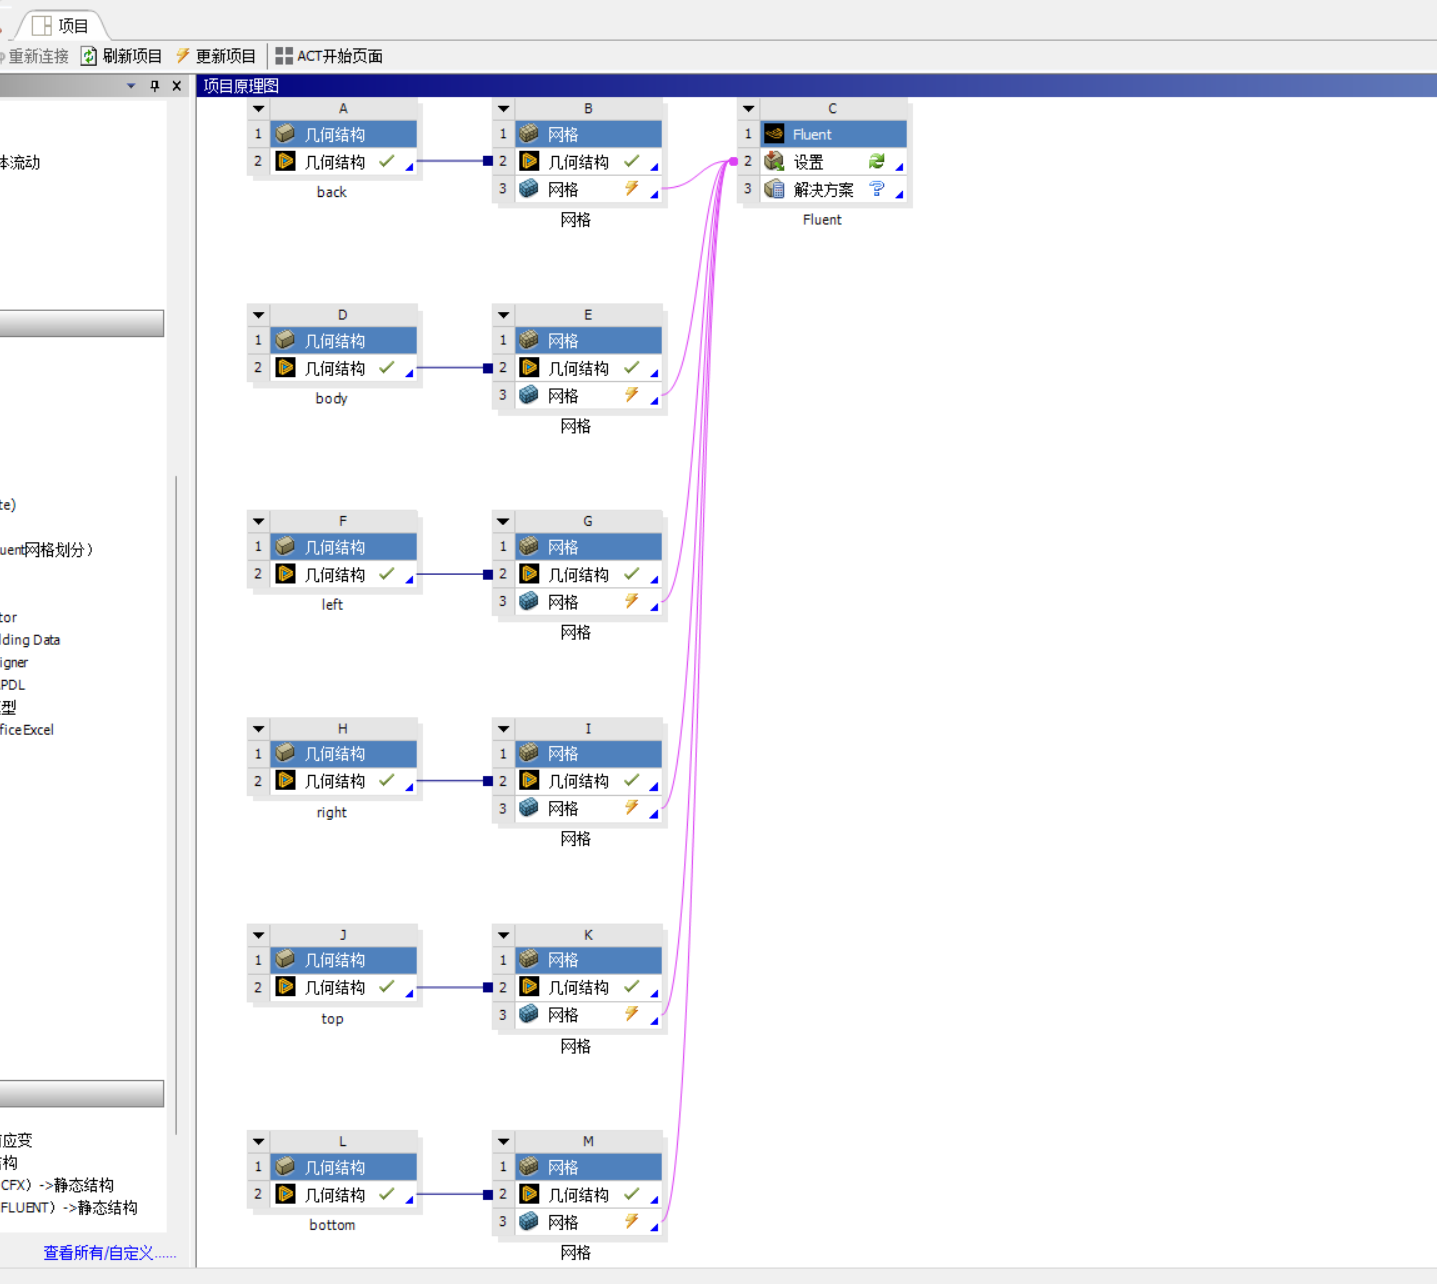 项目
重新连接 刷新项目 更新项目 ACT开始页面
项目原理图
体流动
te)
uent网格划分）
tor
lding Data
igner
PDL
型
fice Excel
应变
构
CFX）->静态结构
FLUENT）->静态结构
查看所有/自定义......
A
1 几何结构
2 几何结构
back
B
1 网格
2 几何结构
3 网格
网格
C
1 Fluent
2 设置
3 解决方案
Fluent
D
1 几何结构
2 几何结构
body
E
1 网格
2 几何结构
3 网格
网格
F
1 几何结构
2 几何结构
left
G
1 网格
2 几何结构
3 网格
网格
H
1 几何结构
2 几何结构
right
I
1 网格
2 几何结构
3 网格
网格
J
1 几何结构
2 几何结构
top
K
1 网格
2 几何结构
3 网格
网格
L
1 几何结构
2 几何结构
bottom
M
1 网格
2 几何结构
3 网格
网格